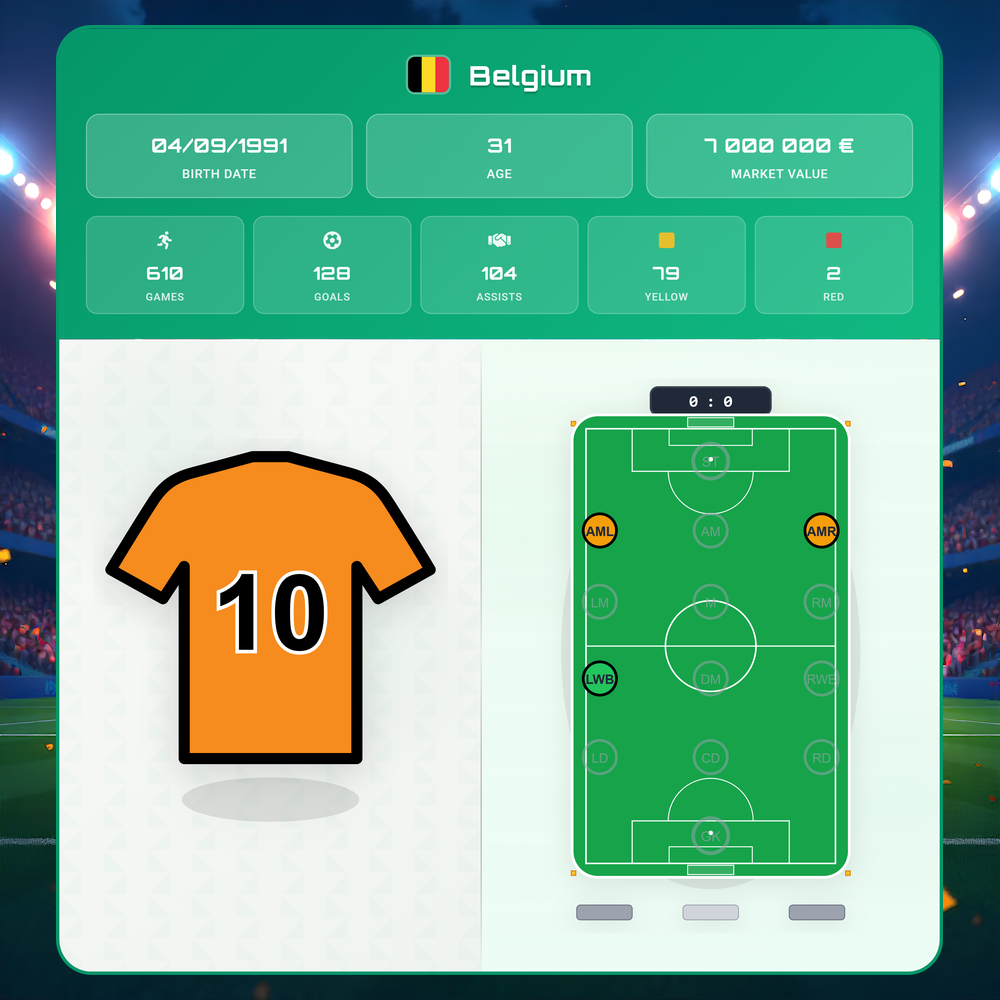 Belgium
04/09/1991
BIRTH DATE
31
AGE
7 000 000 €
MARKET VALUE
610
GAMES
128
GOALS
104
ASSISTS
79
YELLOW
2
RED
10
0 : 0
ST
AML
AM
AMR
LM
M
RM
LWB
DM
RWB
LD
CD
RD
GK